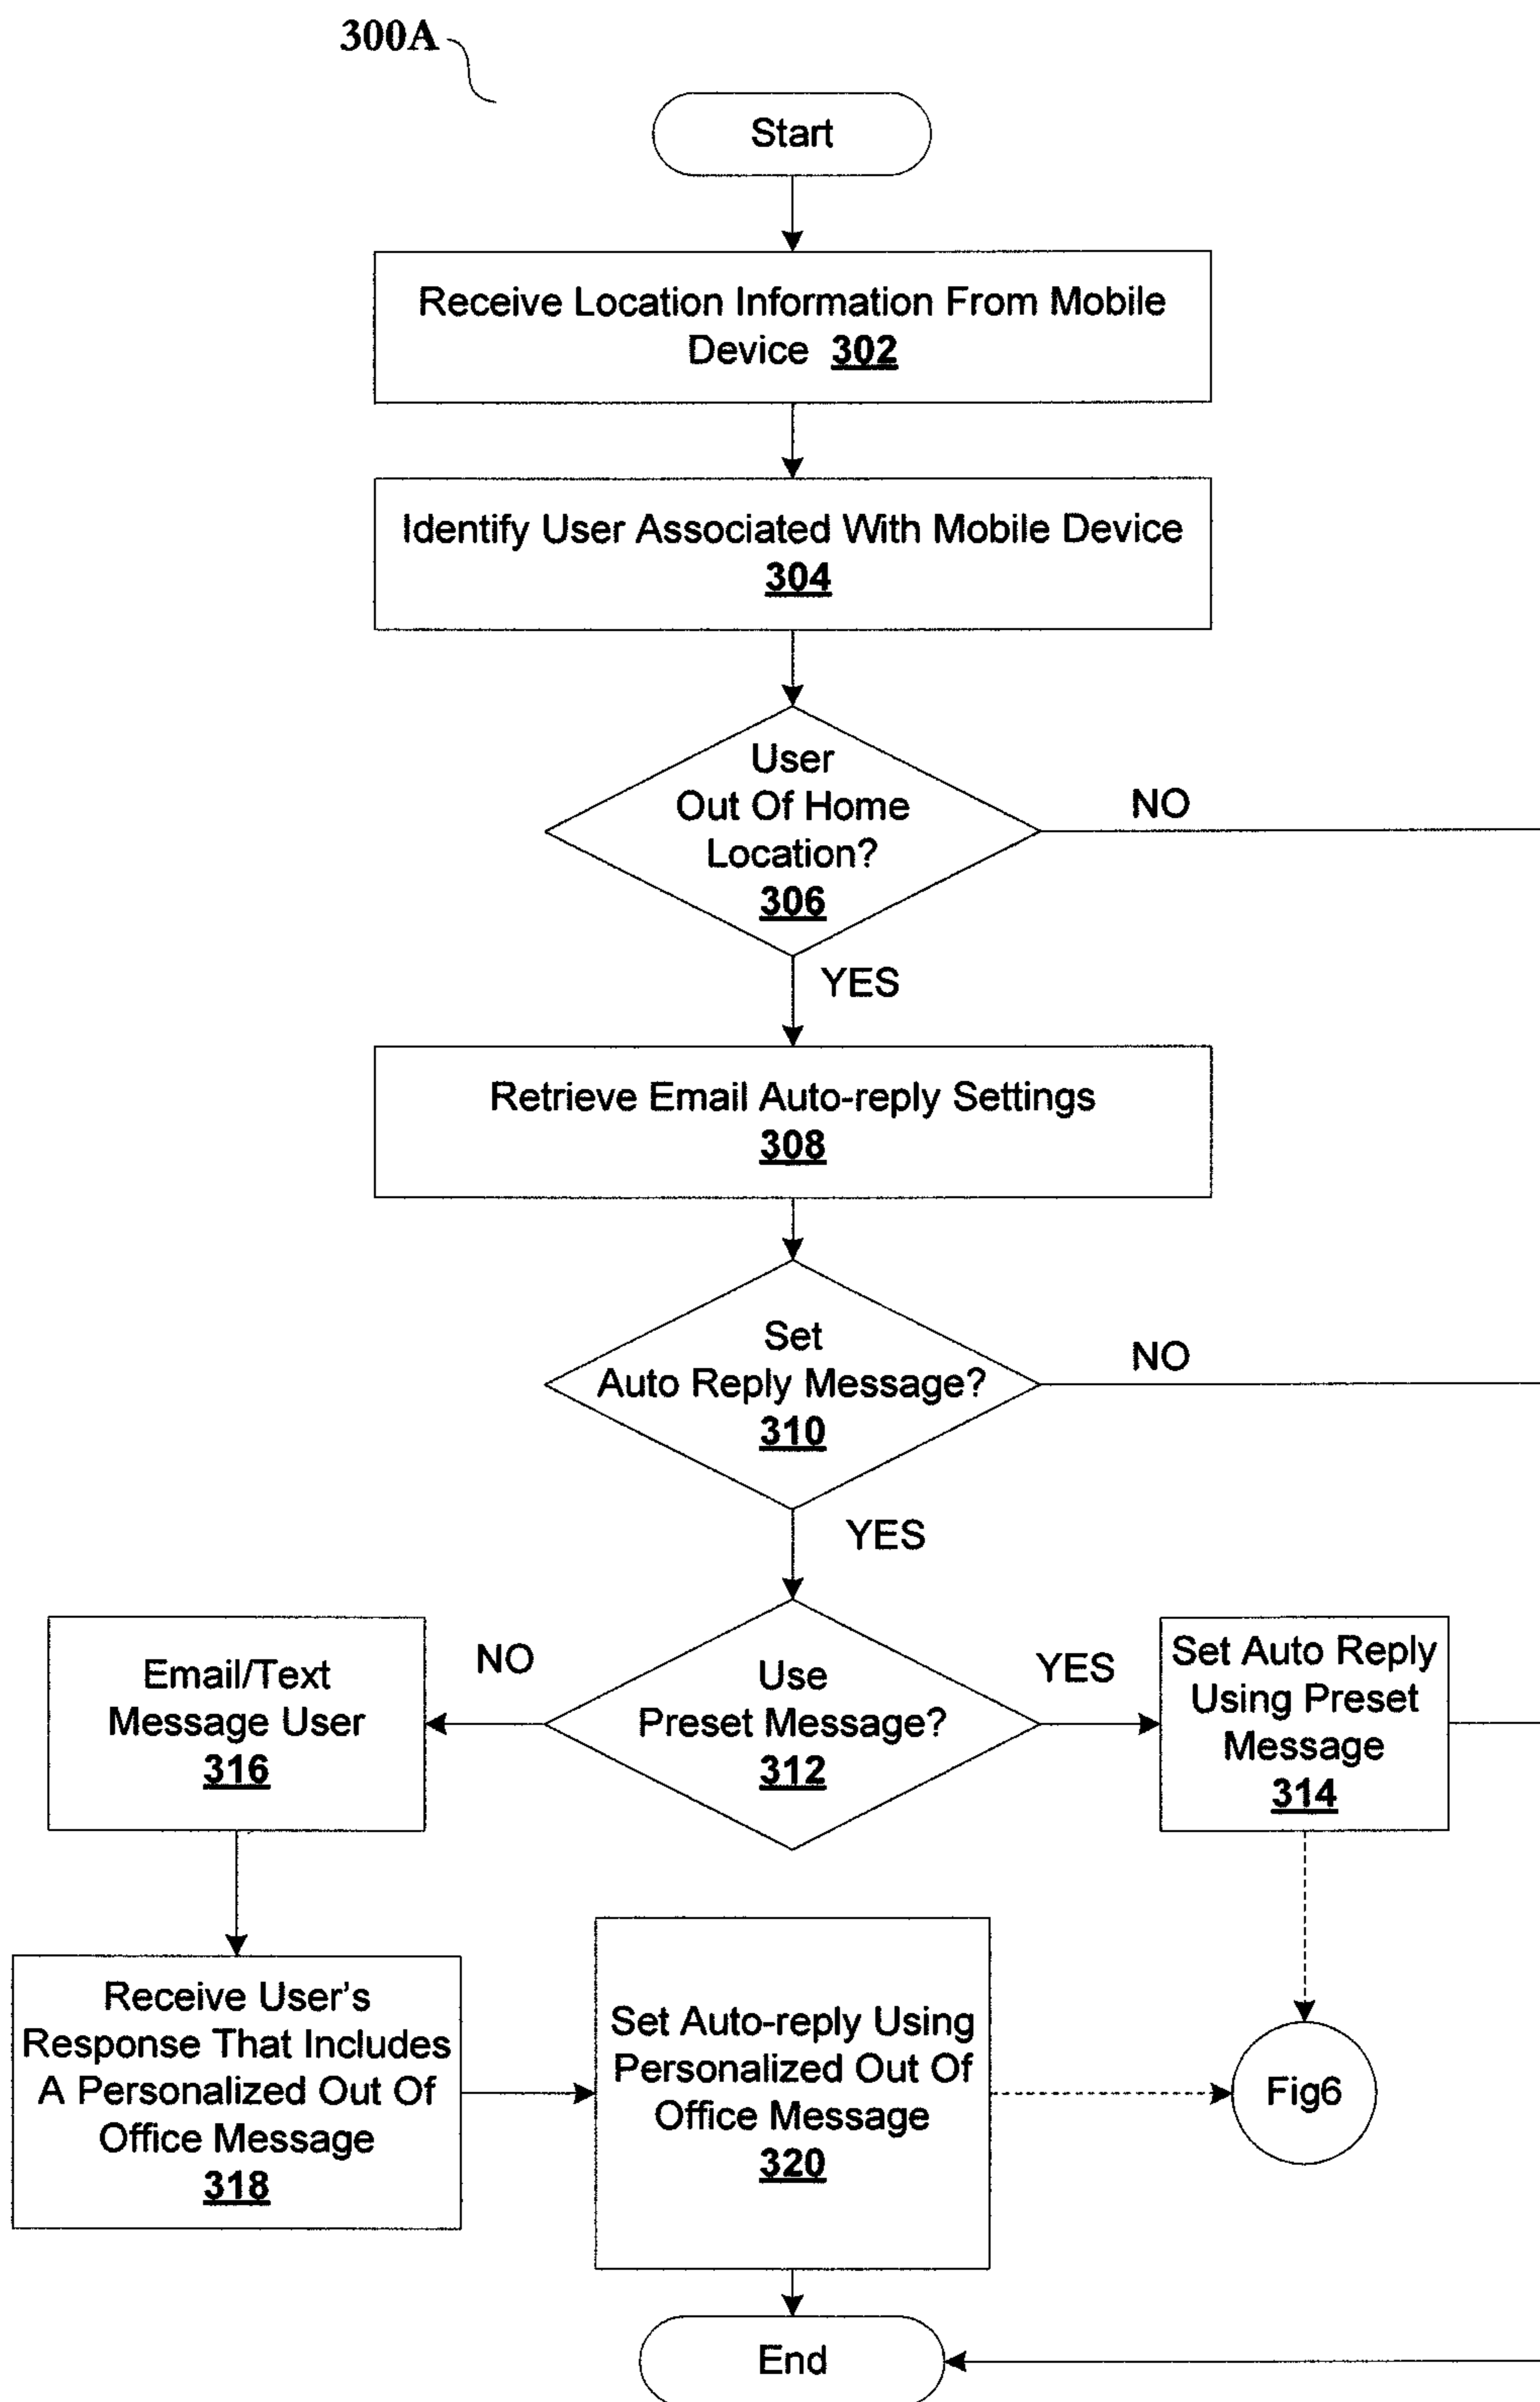 300A
Start
Receive Location Information From Mobile
Device 302
Identify User Associated With Mobile Device
304
User
Out Of Home
Location?
306
NO
YES
Retrieve Email Auto-reply Settings
308
Set
Auto Reply Message?
310
NO
YES
Use
Preset Message?
312
NO
YES
Email/Text
Message User
316
Set Auto Reply
Using Preset
Message
314
Receive User's
Response That Includes
A Personalized Out Of
Office Message
318
Set Auto-reply Using
Personalized Out Of
Office Message
320
Fig6
End